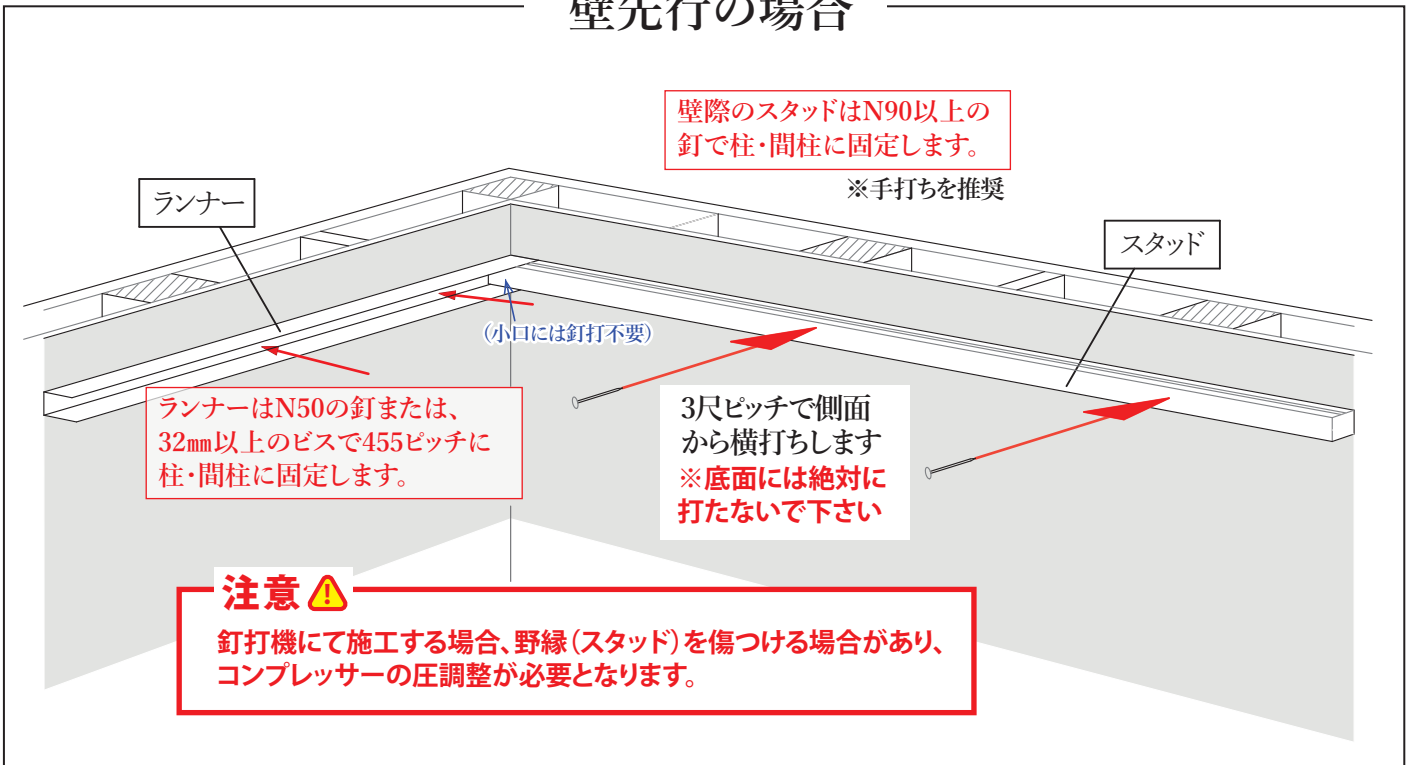 壁先行の場合
壁際のスタッドはN90以上の
釘で柱・間柱に固定します。
※手打ちを推奨
ランナー
スタッド
（小口には釘打不要）
ランナーはN50の釘または、
32㎜以上のビスで455ピッチに
柱・間柱に固定します。
3尺ピッチで側面
から横打ちします
※底面には絶対に
打たないで下さい
注意
釘打機にて施工する場合、野縁（スタッド）を傷つける場合があり、
コンプレッサーの圧調整が必要となります。